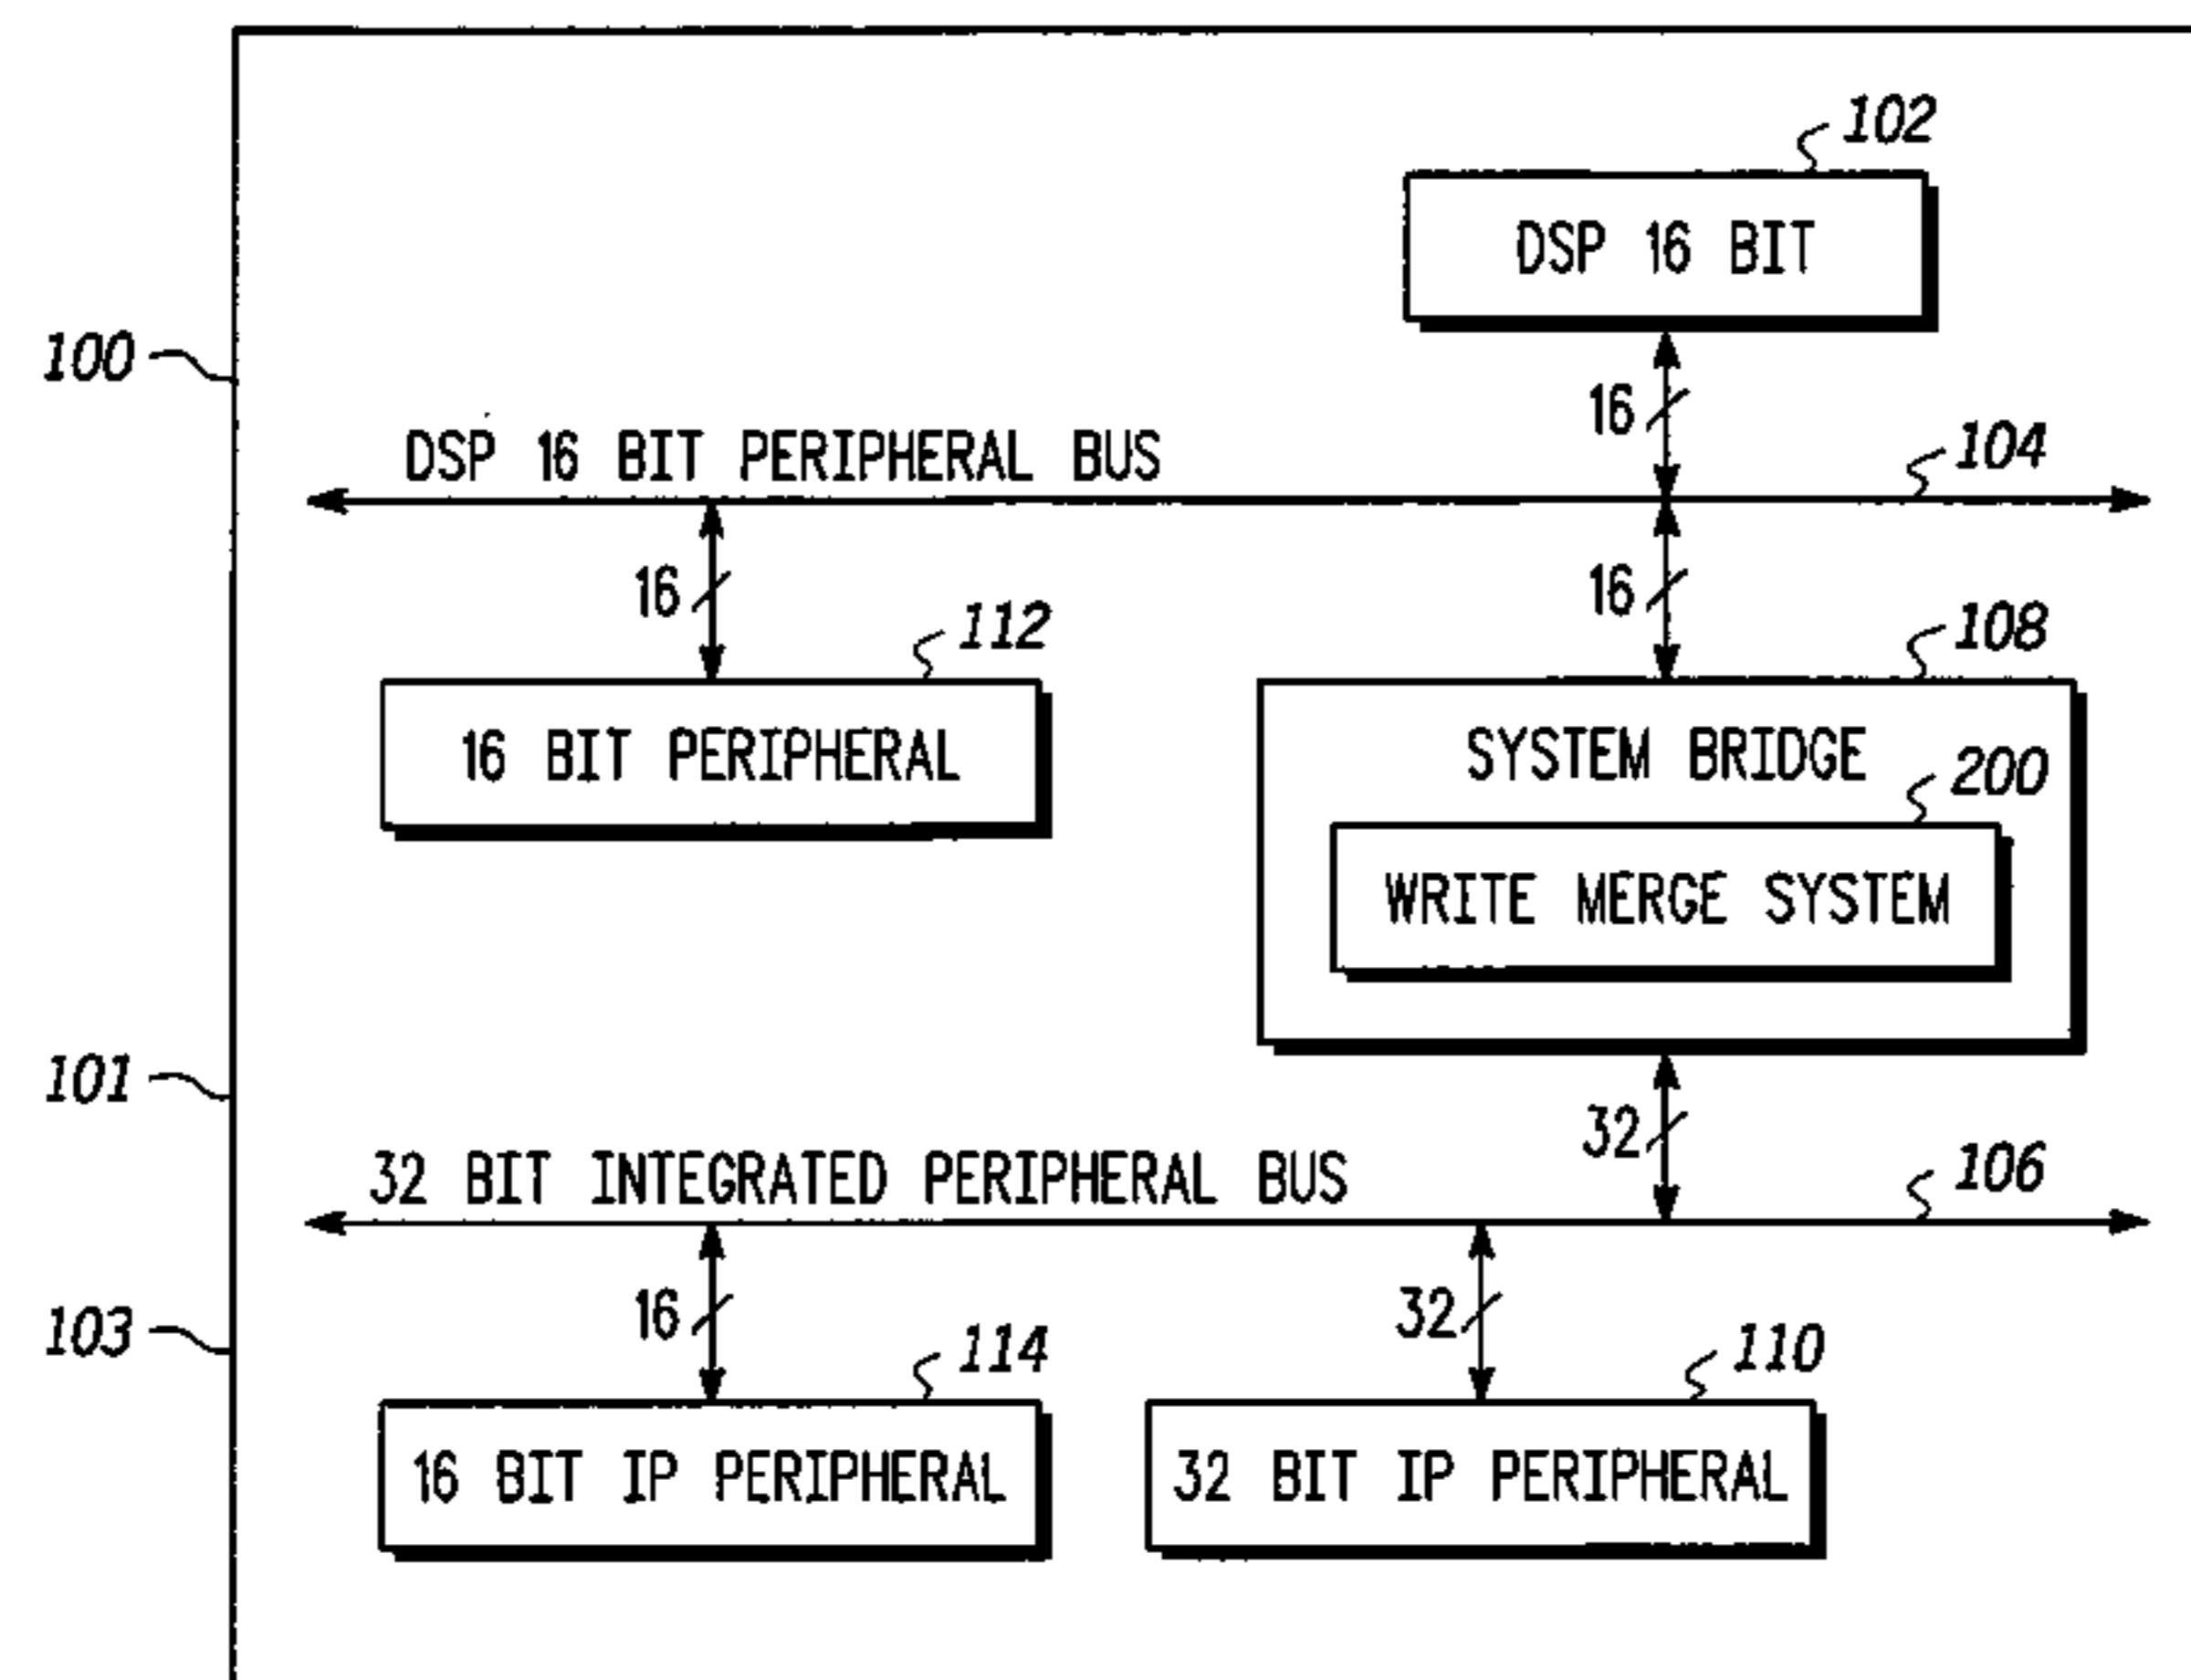 102
DSP 16 BIT
100
16
DSP 16 BIT PERIPHERAL BUS
104
16
16
112
108
16 BIT PERIPHERAL
SYSTEM BRIDGE
200
WRITE MERGE SYSTEM
101
32
32 BIT INTEGRATED PERIPHERAL BUS
106
103
16
32
114
110
16 BIT IP PERIPHERAL
32 BIT IP PERIPHERAL